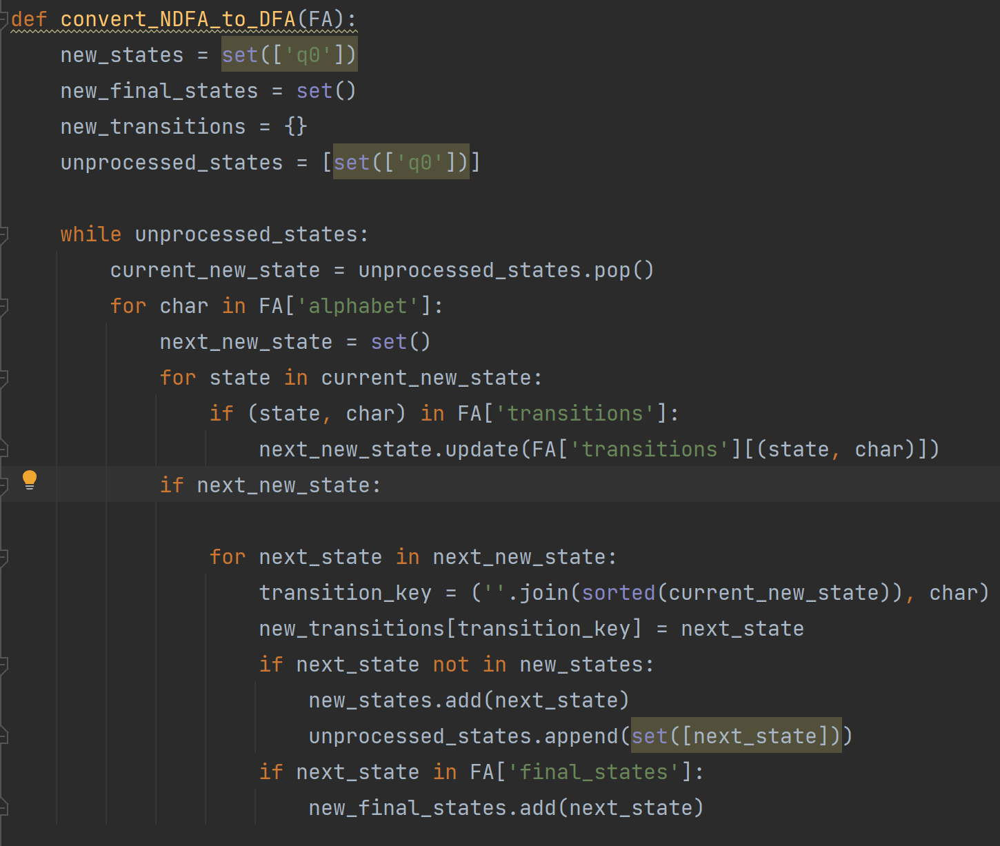 def convert_NDFA_to_DFA(FA):
    new_states = set(['q0'])
    new_final_states = set()
    new_transitions = {}
    unprocessed_states = [set(['q0'])]

    while unprocessed_states:
        current_new_state = unprocessed_states.pop()
        for char in FA['alphabet']:
            next_new_state = set()
            for state in current_new_state:
                if (state, char) in FA['transitions']:
                    next_new_state.update(FA['transitions'][(state, char)])
            if next_new_state:

                for next_state in next_new_state:
                    transition_key = (''.join(sorted(current_new_state)), char)
                    new_transitions[transition_key] = next_state
                    if next_state not in new_states:
                        new_states.add(next_state)
                        unprocessed_states.append(set([next_state]))
                    if next_state in FA['final_states']:
                        new_final_states.add(next_state)